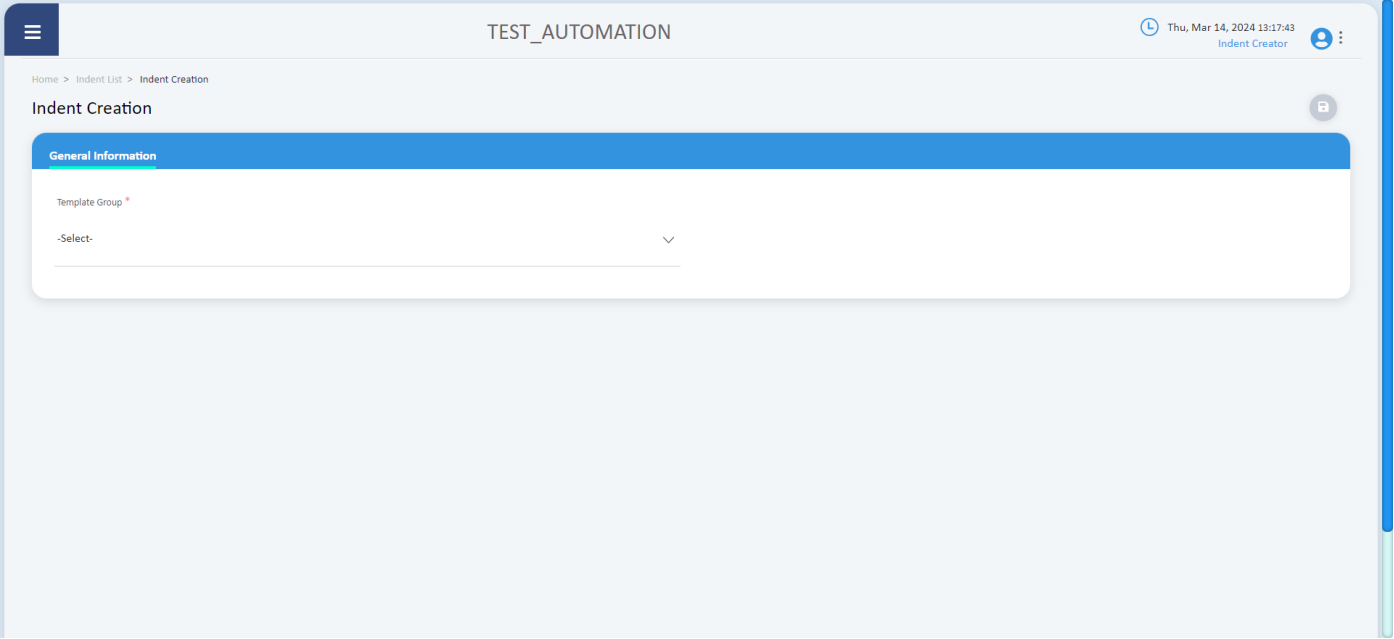 TEST_AUTOMATION
Thu, Mar 14, 2024 13:17:43
Indent Creator
Home > Indent List > Indent Creation
Indent Creation
General Information
Template Group *
-Select-